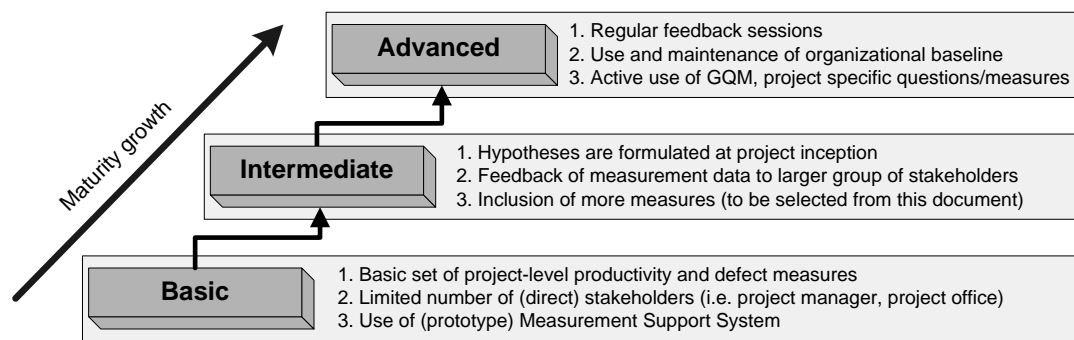 Advanced
1. Regular feedback sessions
2. Use and maintenance of organizational baseline
3. Active use of GQM, project specific questions/measures
Maturity growth
Intermediate
1. Hypotheses are formulated at project inception
2. Feedback of measurement data to larger group of stakeholders
3. Inclusion of more measures (to be selected from this document)
Basic
1. Basic set of project-level productivity and defect measures
2. Limited number of (direct) stakeholders (i.e. project manager, project office)
3. Use of (prototype) Measurement Support System